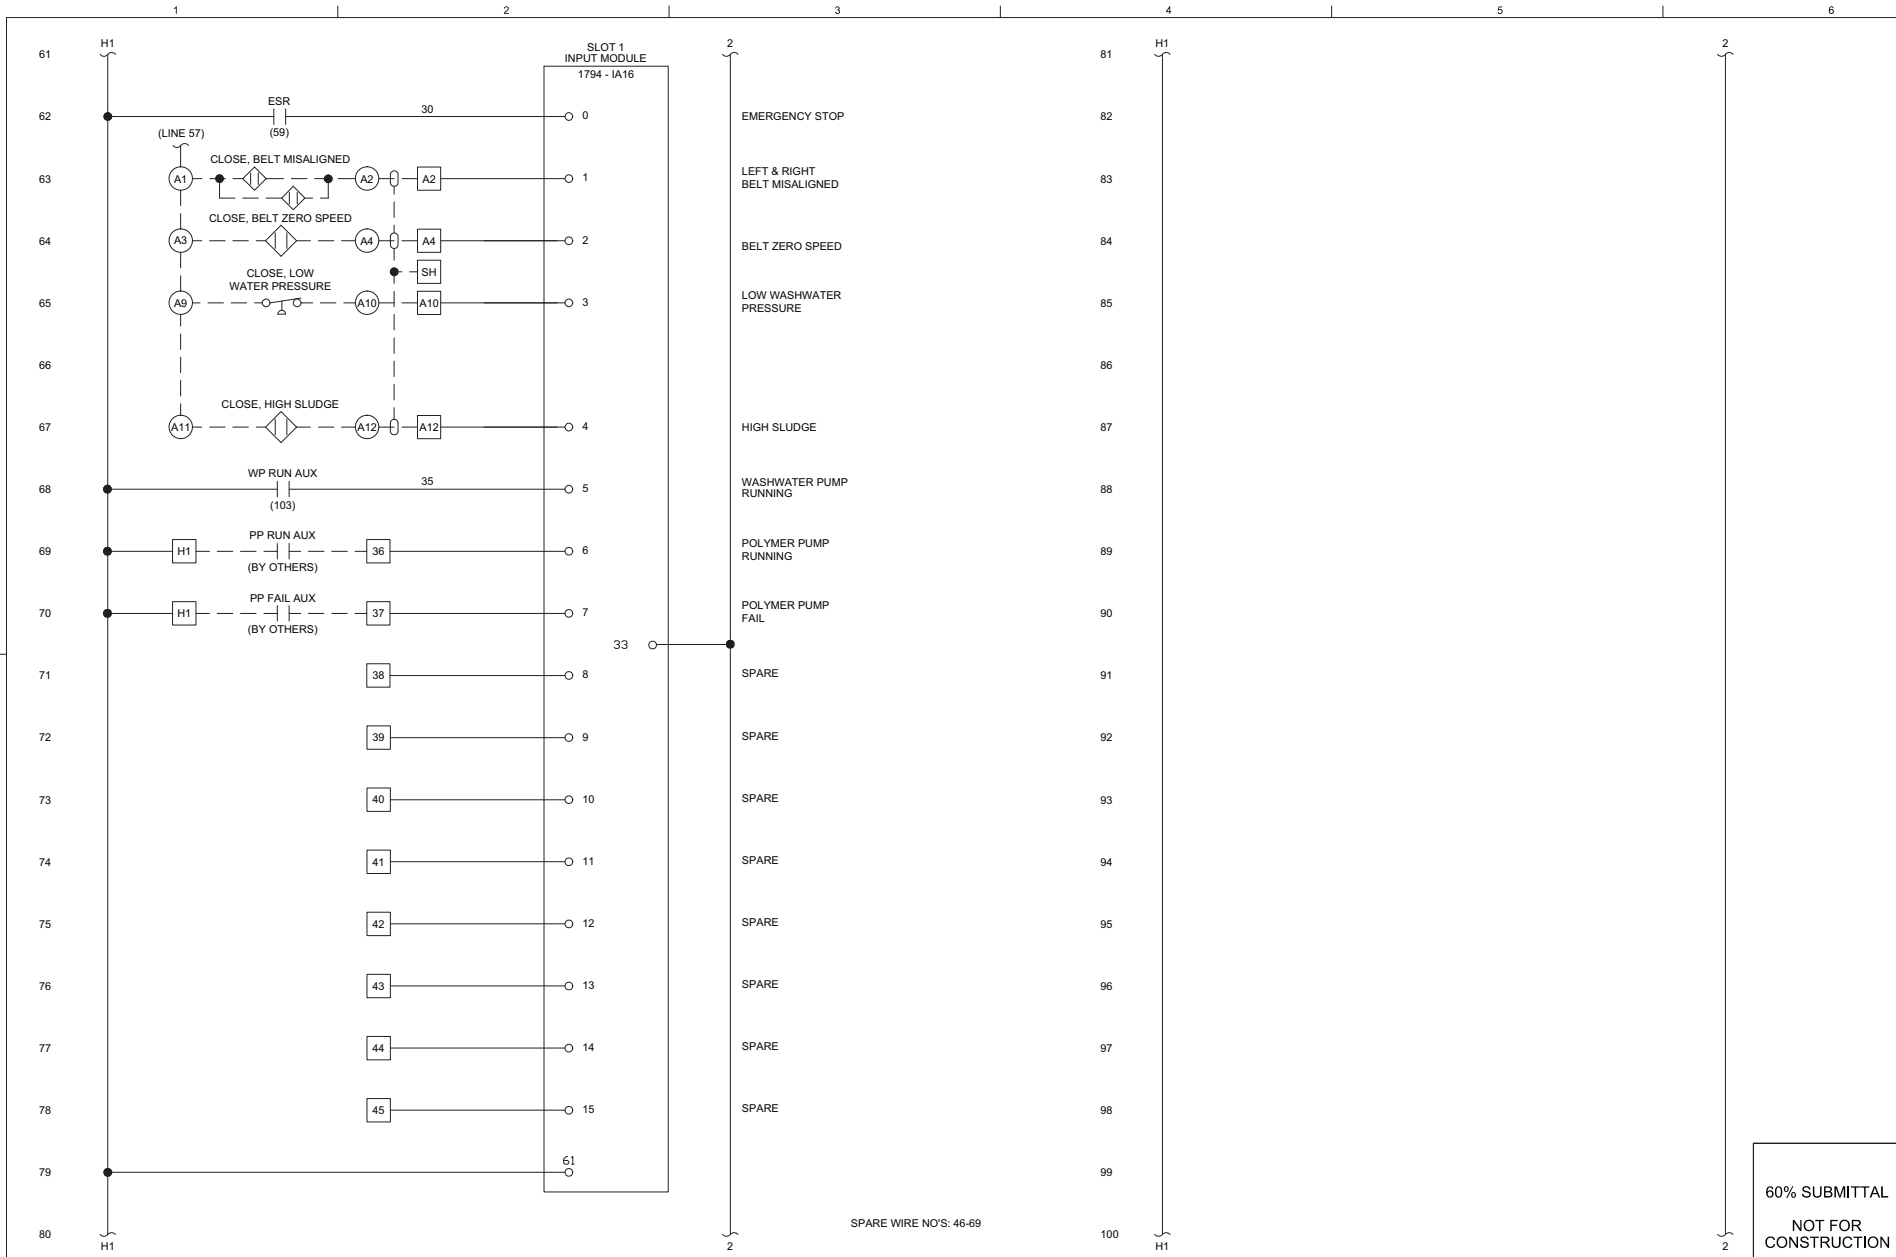 1 2 3 4 5 6
61 H1 SLOT 1 2 81 H1 2
INPUT MODULE
1794 - IA16
62 ESR 30 0 EMERGENCY STOP 82
(59)
(LINE 57)
CLOSE, BELT MISALIGNED
63 A1 A2 A2 1 LEFT & RIGHT 83
BELT MISALIGNED
CLOSE, BELT ZERO SPEED
64 A3 A4 A4 2 BELT ZERO SPEED 84
SH
CLOSE, LOW
WATER PRESSURE
65 A9 A10 A10 3 LOW WASHWATER 85
PRESSURE
66 86
CLOSE, HIGH SLUDGE
67 A11 A12 A12 4 HIGH SLUDGE 87
WP RUN AUX
68 35 5 WASHWATER PUMP 88
RUNNING
(103)
PP RUN AUX
69 H1 36 6 POLYMER PUMP 89
RUNNING
(BY OTHERS)
PP FAIL AUX
70 H1 37 7 POLYMER PUMP 90
FAIL
(BY OTHERS)
33
71 38 8 SPARE 91
72 39 9 SPARE 92
73 40 10 SPARE 93
74 41 11 SPARE 94
75 42 12 SPARE 95
76 43 13 SPARE 96
77 44 14 SPARE 97
78 45 15 SPARE 98
61
79 99
60% SUBMITTAL
SPARE WIRE NO'S: 46-69
NOT FOR
CONSTRUCTION
80 100
H1 2 H1 2